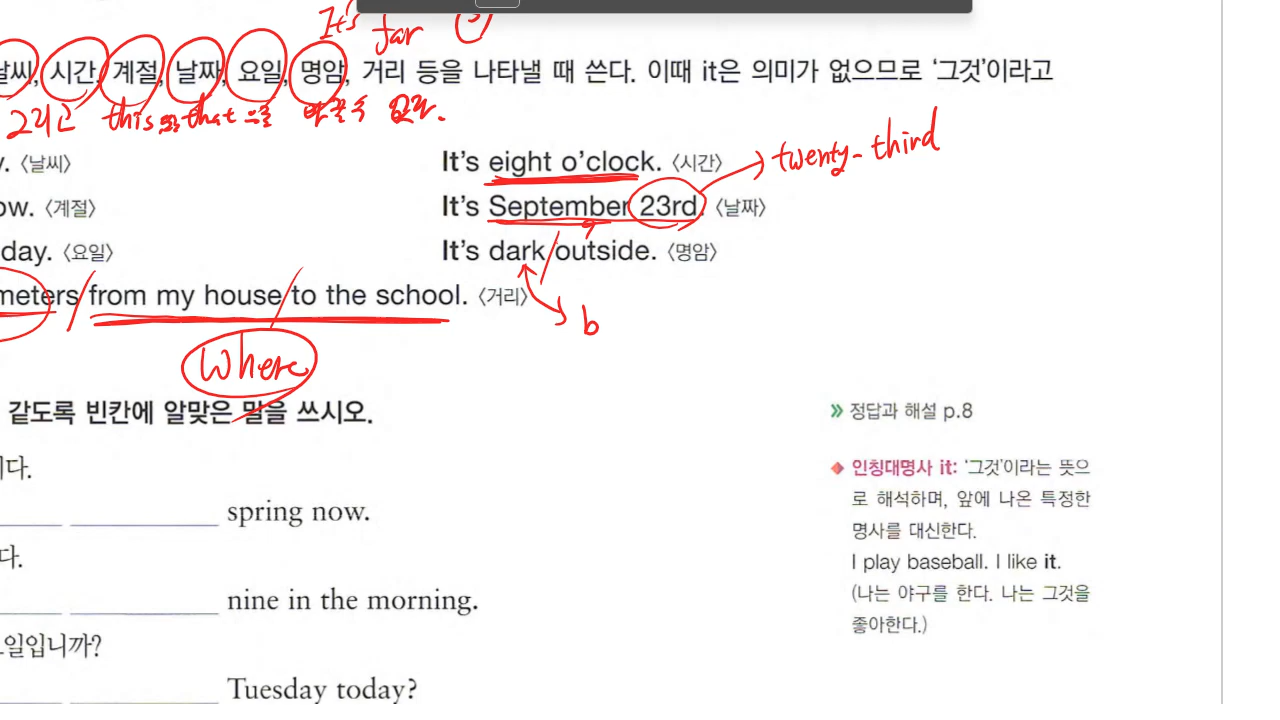 It's far
날씨, 시간, 계절, 날짜, 요일, 명암, 거리 등을 나타낼 때 쓴다. 이때 it은 의미가 없으므로 '그것'이라고
그리고 this 와 that 으로 바꿀 수 없다.
y. 〈날씨〉
It's eight o'clock. 〈시간〉
twenty-third
ow. 〈계절〉
It's September 23rd. 〈날짜〉
day. 〈요일〉
It's dark outside. 〈명암〉
meters from my house to the school. 〈거리〉
b
where
같도록 빈칸에 알맞은 말을 쓰시오.
» 정답과 해설 p.8
다.
인칭대명사 it: '그것'이라는 뜻으
로 해석하며, 앞에 나온 특정한
명사를 대신한다.
I play baseball. I like it.
(나는 야구를 한다. 나는 그것을
좋아한다.)
spring now.
다.
nine in the morning.
요일입니까?
Tuesday today?